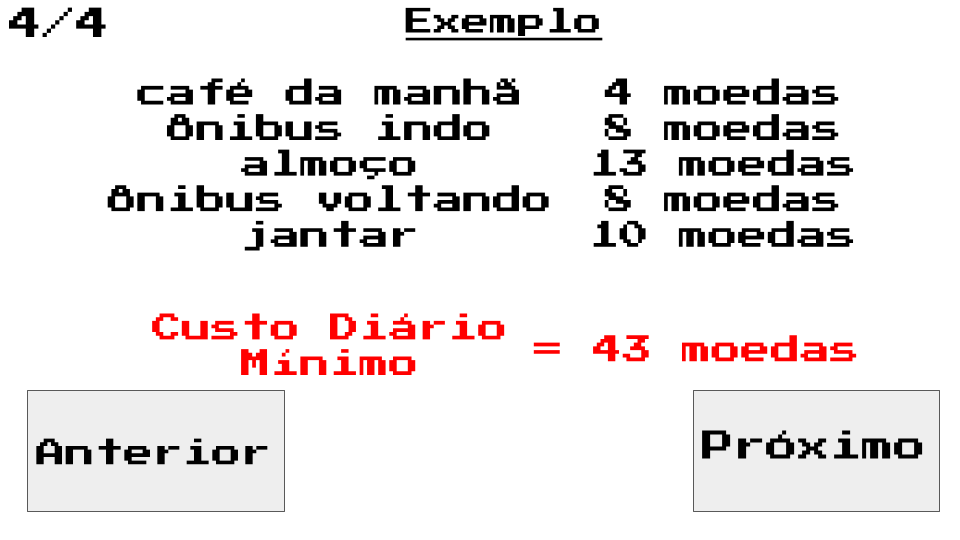 4/4
Exemplo
café da manhã 4 moedas
ônibus indo 8 moedas
almoço 13 moedas
ônibus voltando 8 moedas
jantar 10 moedas
Custo Diário
Mínimo = 43 moedas
Anterior
Próximo